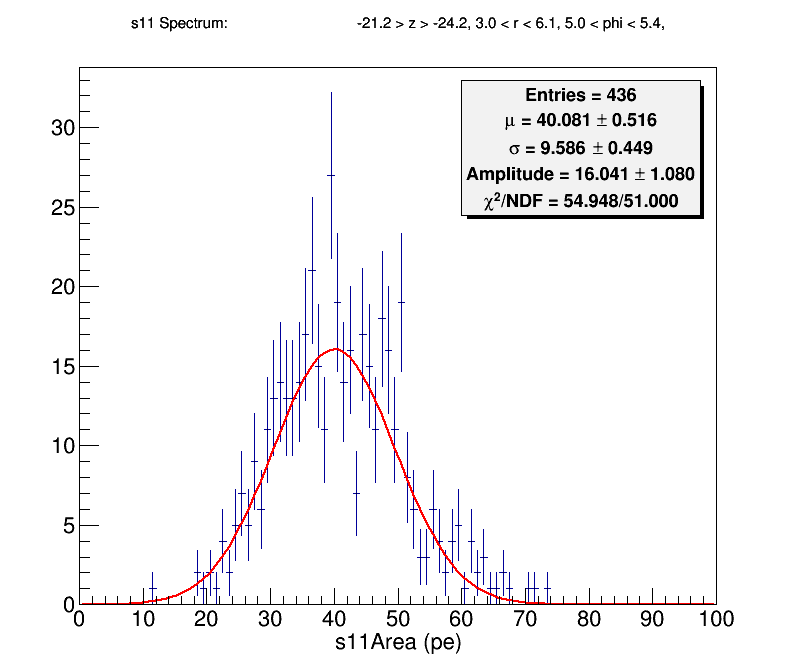 s11 Spectrum: -21.2 > z > -24.2, 3.0 < r < 6.1, 5.0 < phi < 5.4,
Entries = 436
μ = 40.081 ± 0.516
σ = 9.586 ± 0.449
Amplitude = 16.041 ± 1.080
χ²/NDF = 54.948/51.000
30
25
20
15
10
5
0
0 10 20 30 40 50 60 70 80 90 100
s11Area (pe)